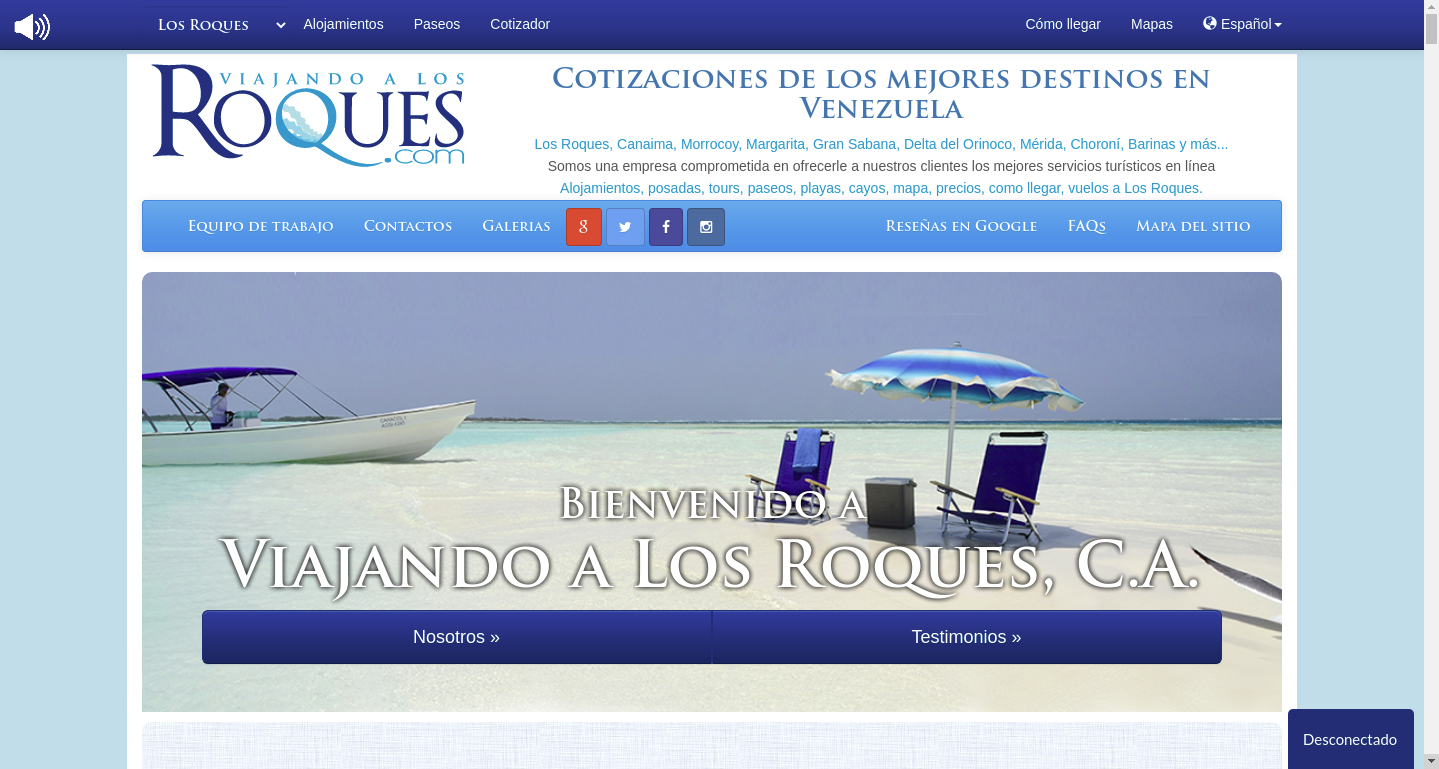 Los Roques Alojamientos Paseos Cotizador Cómo llegar Mapas Español
VIAJANDO A LOS
ROQUES
.com
Cotizaciones de los mejores destinos en
Venezuela
Los Roques, Canaima, Morrocoy, Margarita, Gran Sabana, Delta del Orinoco, Mérida, Choroní, Barinas y más...
Somos una empresa comprometida en ofrecerle a nuestros clientes los mejores servicios turísticos en línea
Alojamientos, posadas, tours, paseos, playas, cayos, mapa, precios, como llegar, vuelos a Los Roques.
Equipo de trabajo Contactos Galerias Reseñas en Google FAQs Mapa del sitio
Bienvenido a
Viajando a Los Roques, C.A.
Nosotros » Testimonios »
Desconectado